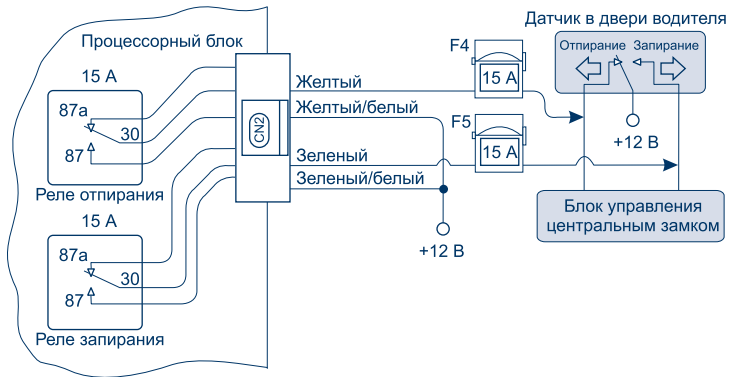 Процессорный блок
15 А
87а
30
87
Реле отпирания
15 А
87а
30
87
Реле запирания
CN2
Желтый
Желтый/белый
Зеленый
Зеленый/белый
+12 В
F4
15 А
F5
15 А
Датчик в двери водителя
Отпирание Запирание
+12 В
Блок управления
центральным замком